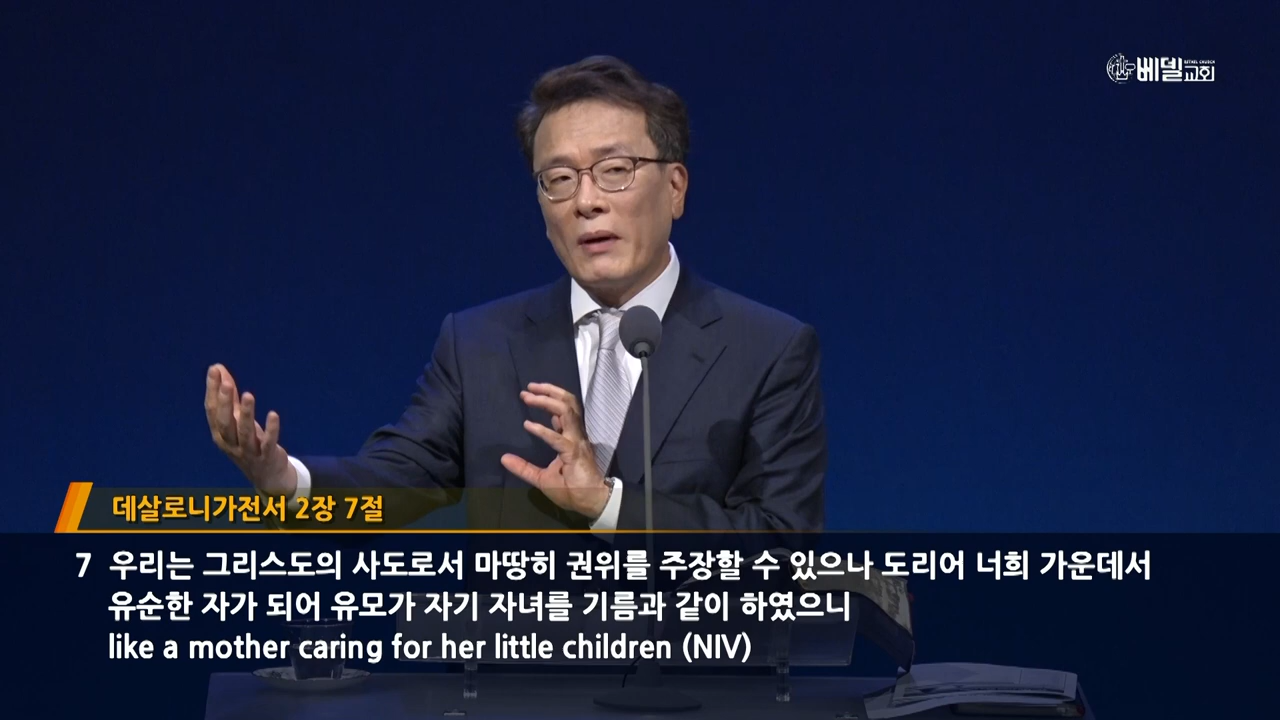 베델교회
BETHEL CHURCH
데살로니가전서 2장 7절
7 우리는 그리스도의 사도로서 마땅히 권위를 주장할 수 있으나 도리어 너희 가운데서
유순한 자가 되어 유모가 자기 자녀를 기름과 같이 하였으니
like a mother caring for her little children (NIV)